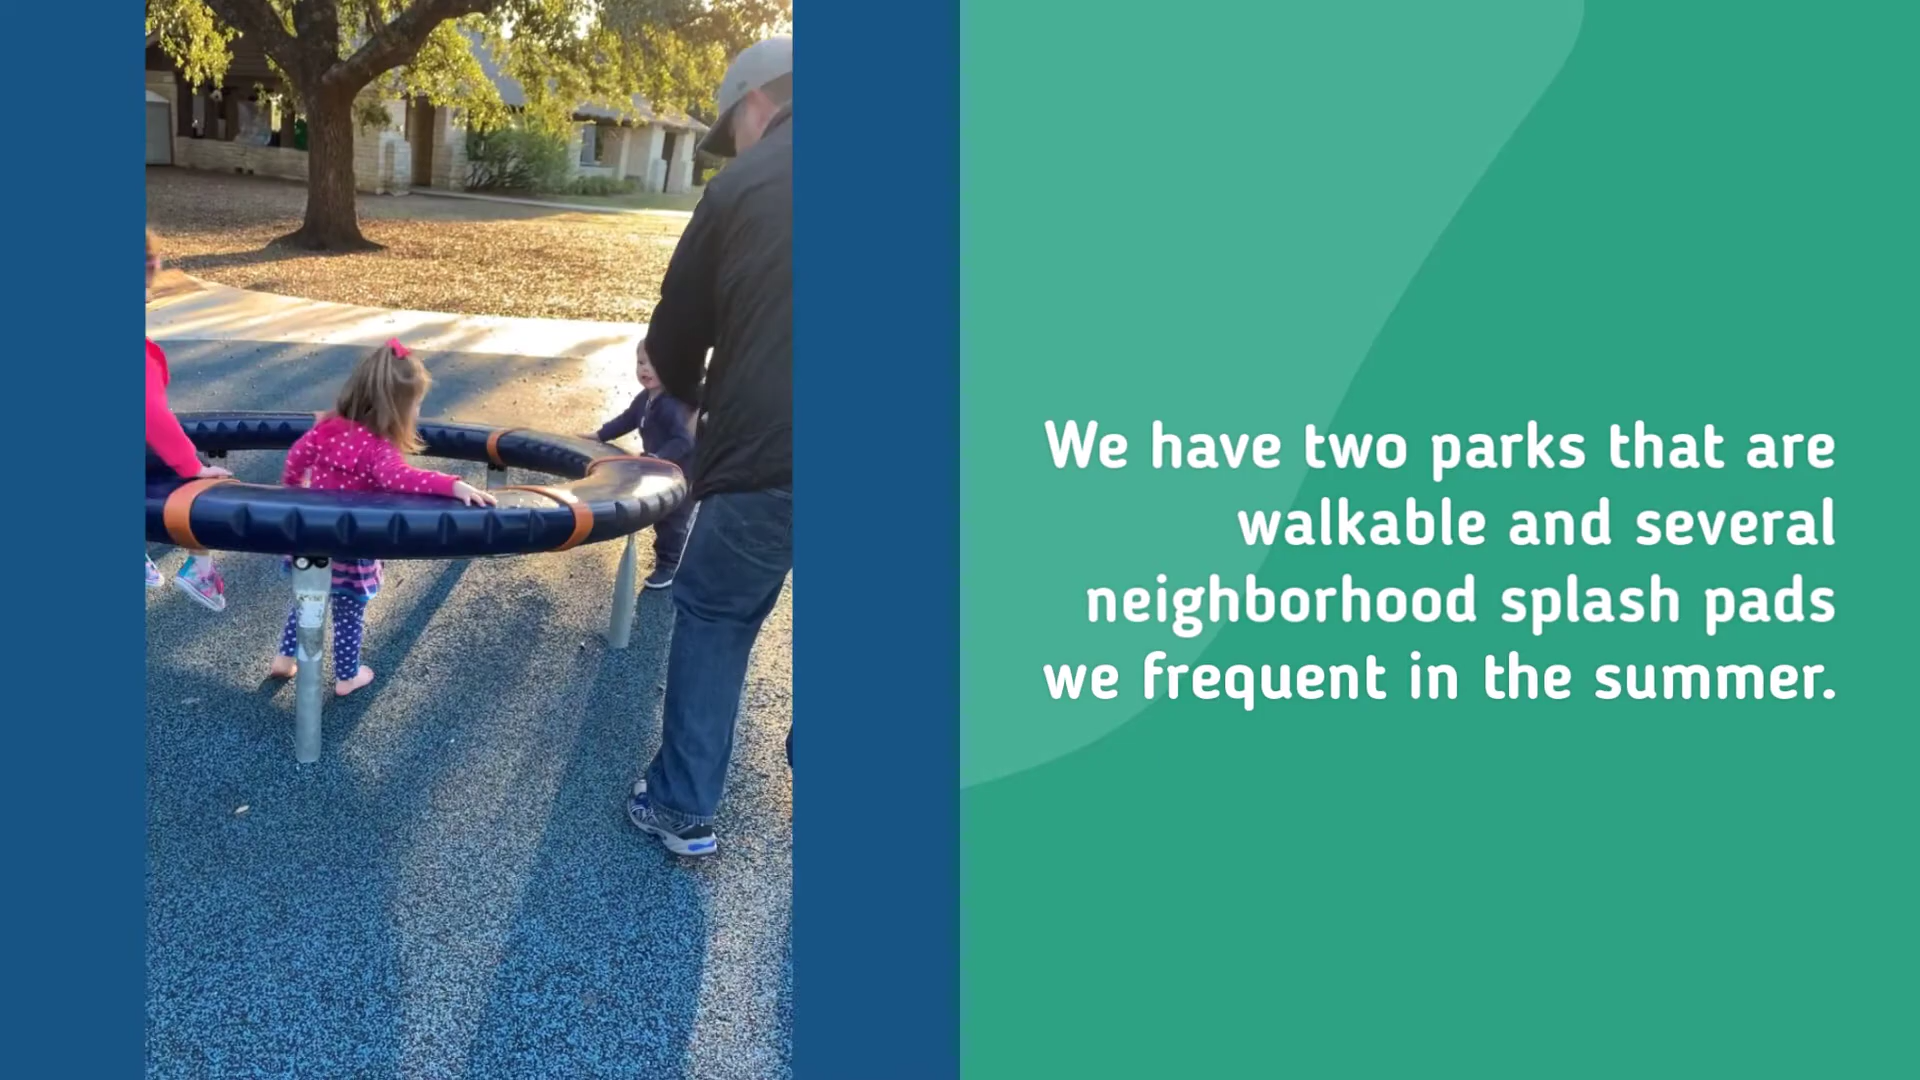 We have two parks that are
walkable and several
neighborhood splash pads
we frequent in the summer.